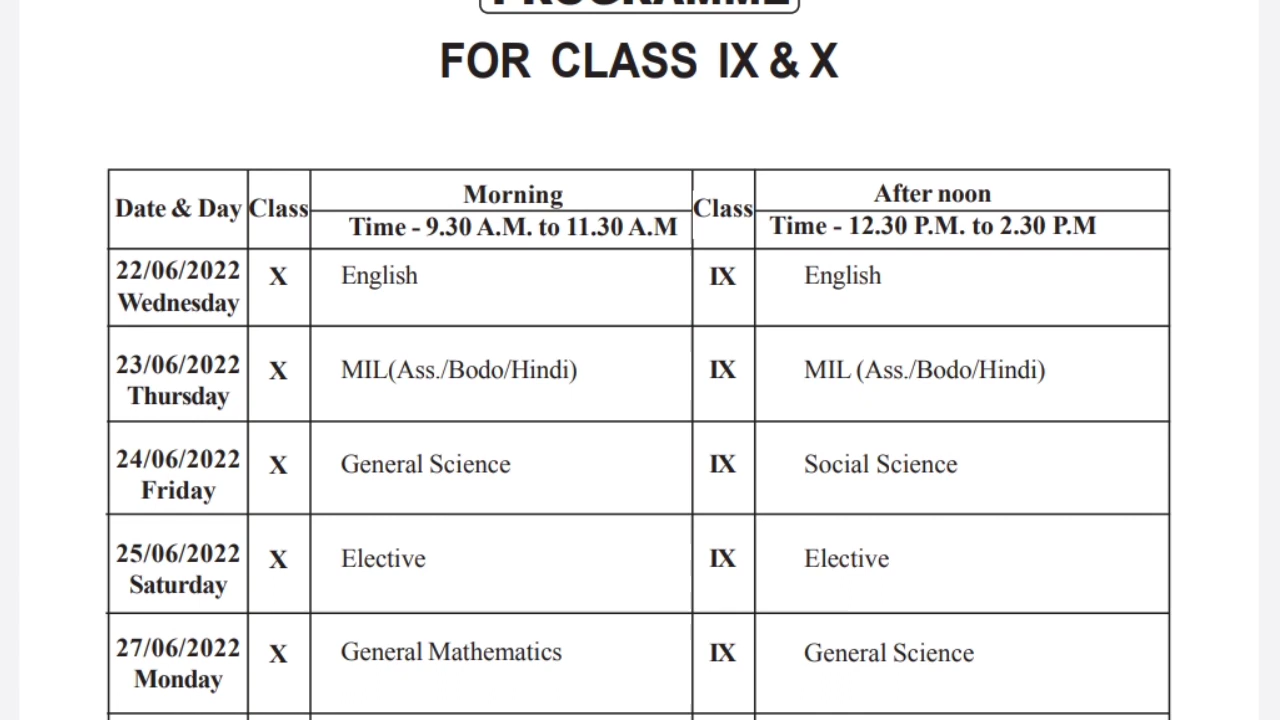 PROGRAMME
FOR CLASS IX & X
Date & Day Class Morning Class After noon
Time - 9.30 A.M. to 11.30 A.M Time - 12.30 P.M. to 2.30 P.M
22/06/2022 X English IX English
Wednesday
23/06/2022 X MIL(Ass./Bodo/Hindi) IX MIL (Ass./Bodo/Hindi)
Thursday
24/06/2022 X General Science IX Social Science
Friday
25/06/2022 X Elective IX Elective
Saturday
27/06/2022 X General Mathematics IX General Science
Monday